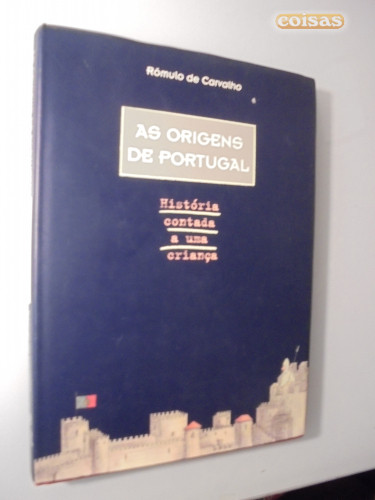 coisas
Rómulo de Carvalho
AS ORIGENS
DE PORTUGAL
História
contada
a uma
criança